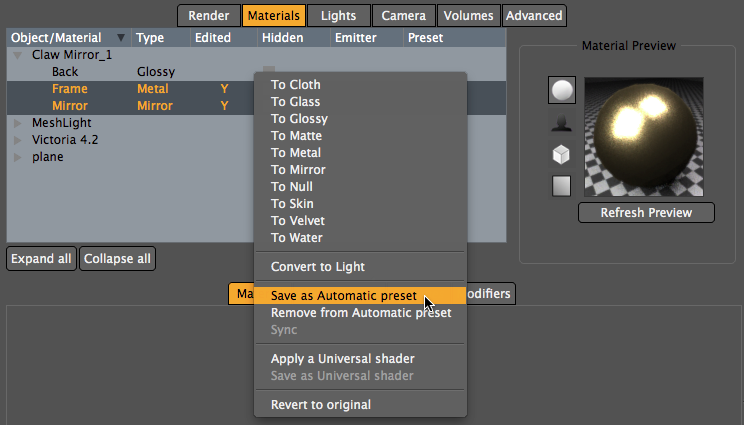 Render Materials Lights Camera Volumes Advanced
Object/Material Type Edited Hidden Emitter Preset
Claw Mirror_1
Back Glossy
Frame Metal Y
Mirror Mirror Y
MeshLight
Victoria 4.2
plane
Expand all Collapse all
To Cloth
To Glass
To Glossy
To Matte
To Metal
To Mirror
To Null
To Skin
To Velvet
To Water
Convert to Light
Save as Automatic preset
Remove from Automatic preset
Sync
Apply a Universal shader
Save as Universal shader
Revert to original
Material Preview
Refresh Preview